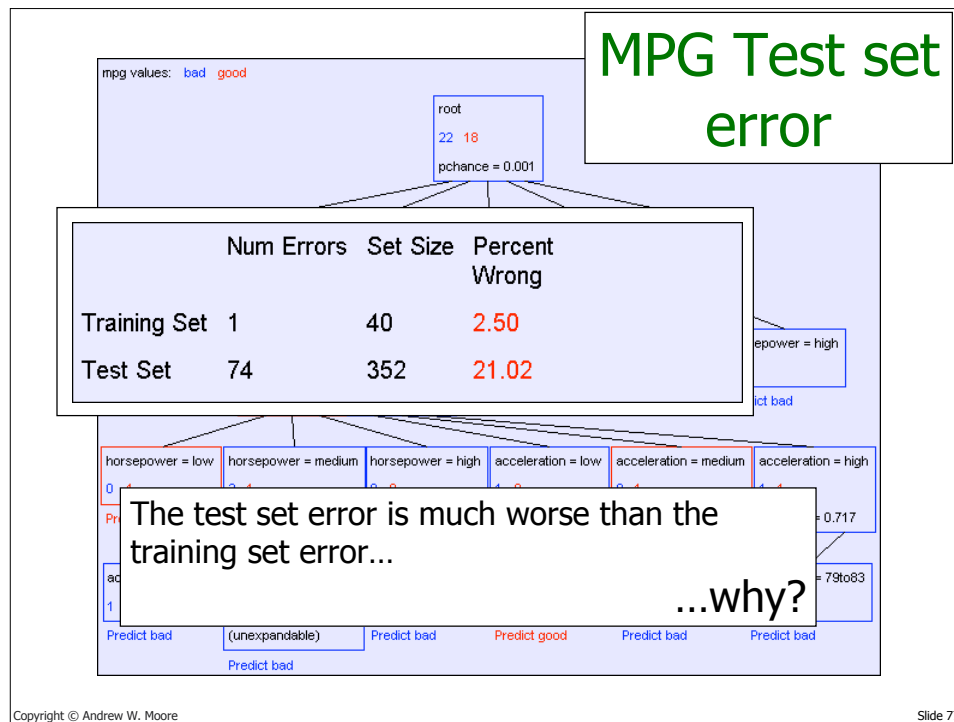 MPG Test set
error
mpg values: bad good
root
22 18
pchance = 0.001
Num Errors Set Size Percent
Wrong
Training Set 1 40 2.50
Test Set 74 352 21.02
epower = high
ict bad
horsepower = low horsepower = medium horsepower = high acceleration = low acceleration = medium acceleration = high
The test set error is much worse than the
training set error…
…why?
Pr
= 0.717
ac
= 79to83
1
Predict bad (unexpandable) Predict bad Predict good Predict bad Predict bad
Predict bad
Copyright © Andrew W. Moore
Slide 7